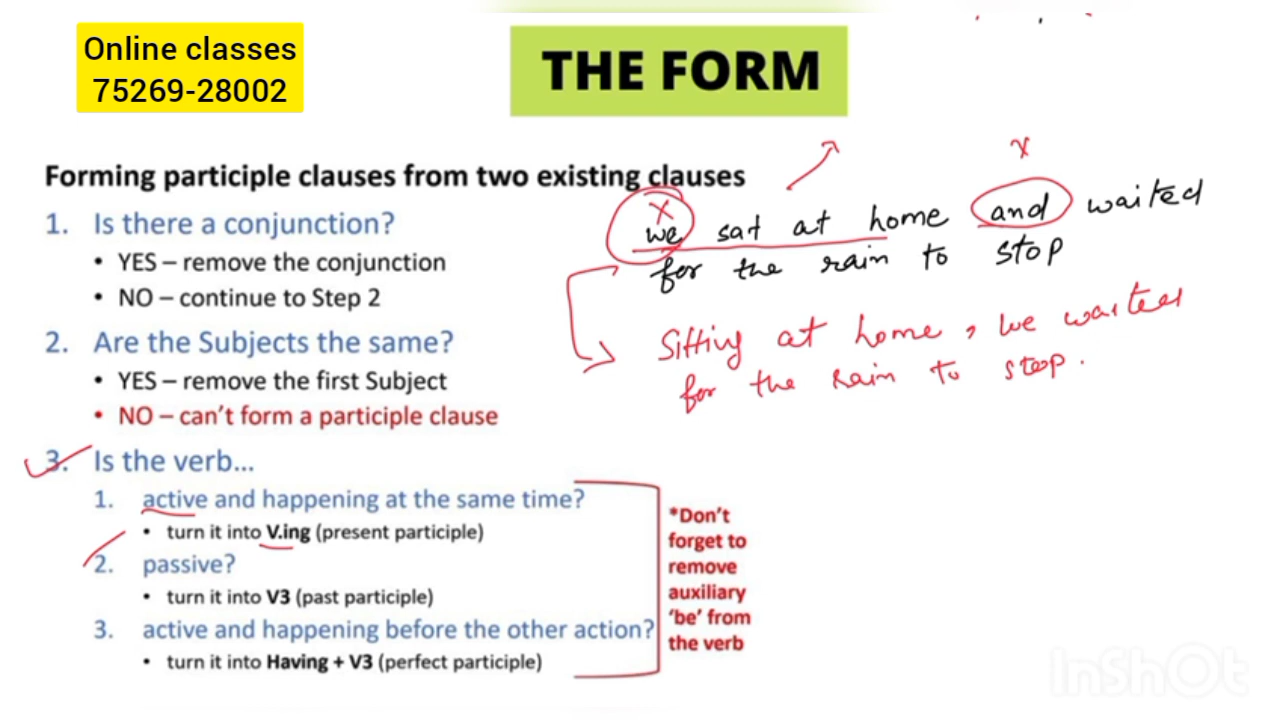 Online classes
75269-28002
THE FORM
Forming participle clauses from two existing clauses
1. Is there a conjunction?
• YES – remove the conjunction
• NO – continue to Step 2
2. Are the Subjects the same?
• YES – remove the first Subject
• NO – can't form a participle clause
3. Is the verb...
1. active and happening at the same time?
• turn it into V.ing (present participle)
2. passive?
• turn it into V3 (past participle)
3. active and happening before the other action?
• turn it into Having + V3 (perfect participle)
*Don't
forget to
remove
auxiliary
'be' from
the verb
x
x
we sat at home and waited
for the rain to stop
Sitting at home, we waited
for the rain to stop.
InShOt